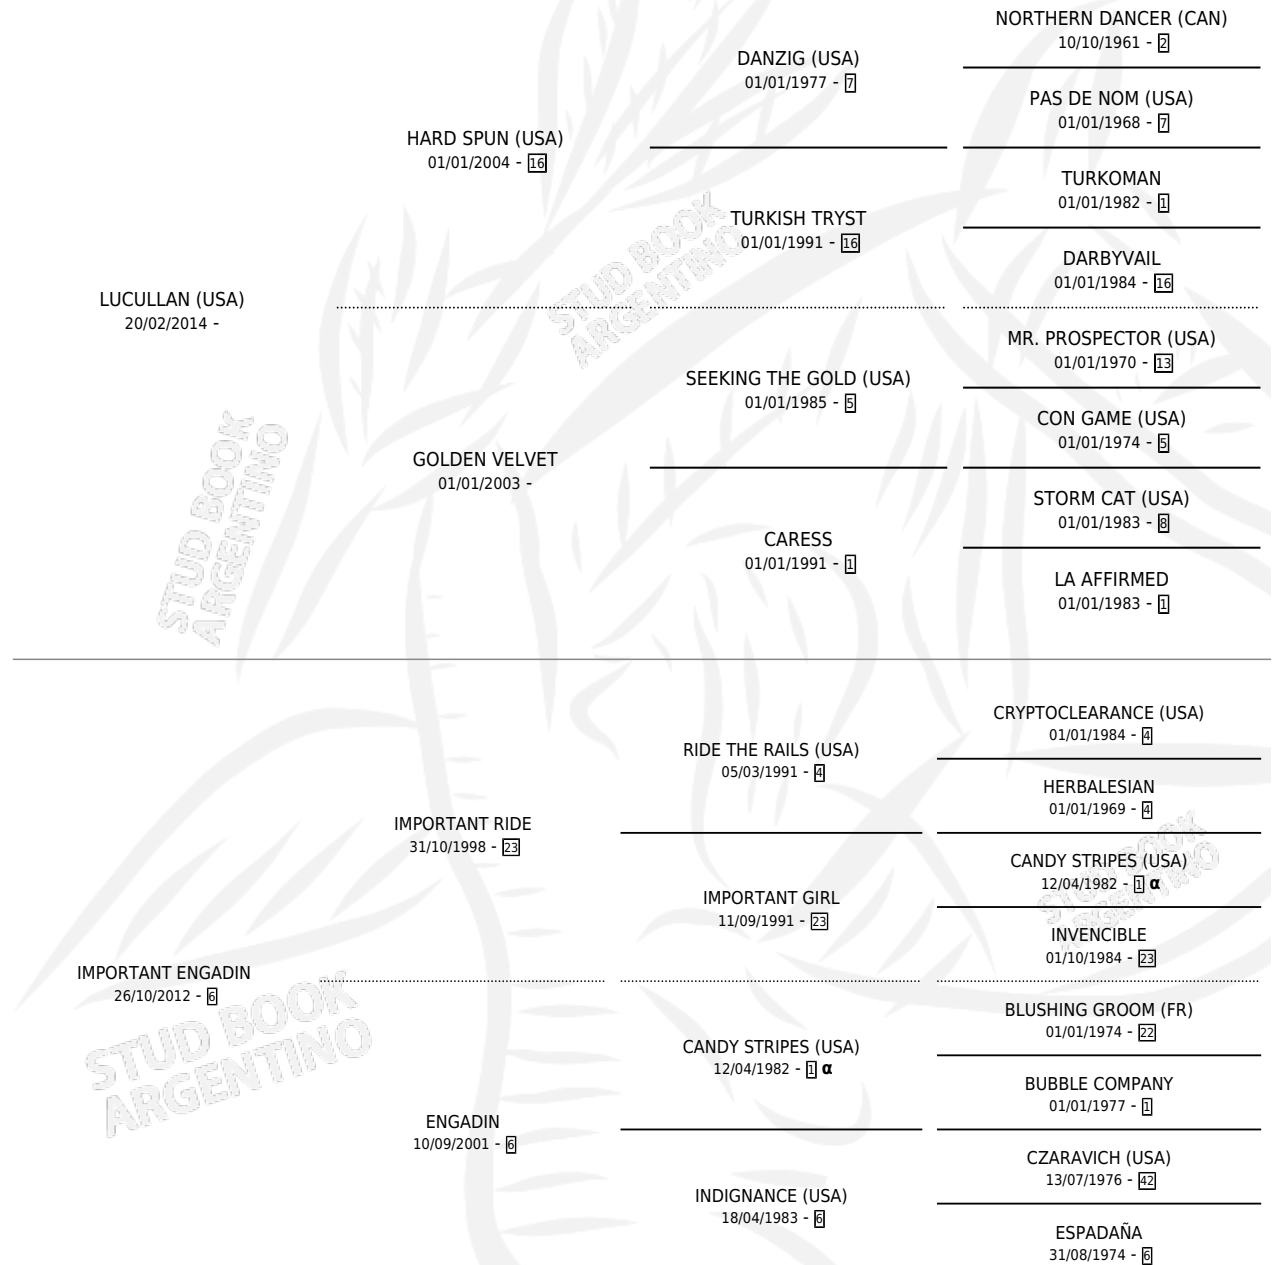 NORTHERN DANCER (CAN)
10/10/1961 - 2
DANZIG (USA)
01/01/1977 - 7
PAS DE NOM (USA)
01/01/1968 - 7
HARD SPUN (USA)
01/01/2004 - 16
TURKOMAN
01/01/1982 - 1
TURKISH TRYST
01/01/1991 - 16
DARBYVAIL
01/01/1984 - 16
LUCULLAN (USA)
20/02/2014 -
MR. PROSPECTOR (USA)
01/01/1970 - 13
SEEKING THE GOLD (USA)
01/01/1985 - 5
CON GAME (USA)
01/01/1974 - 5
GOLDEN VELVET
01/01/2003 -
STORM CAT (USA)
01/01/1983 - 8
CARESS
01/01/1991 - 1
LA AFFIRMED
01/01/1983 - 1
CRYPTOCLEARANCE (USA)
01/01/1984 - 4
RIDE THE RAILS (USA)
05/03/1991 - 4
HERBALESIAN
01/01/1969 - 4
IMPORTANT RIDE
31/10/1998 - 23
CANDY STRIPES (USA)
12/04/1982 - 1 α
IMPORTANT GIRL
11/09/1991 - 23
INVENCIBLE
01/10/1984 - 23
IMPORTANT ENGADIN
26/10/2012 - 6
BLUSHING GROOM (FR)
01/01/1974 - 22
CANDY STRIPES (USA)
12/04/1982 - 1 α
BUBBLE COMPANY
01/01/1977 - 1
ENGADIN
10/09/2001 - 6
CZARAVICH (USA)
13/07/1976 - 42
INDIGNANCE (USA)
18/04/1983 - 6
ESPADAÑA
31/08/1974 - 6
STUD BOOK
ARGENTINO
STUD BOOK
ARGENTINO
STUD BOOK
ARGENTINO
STUD BOOK
ARGENTINO